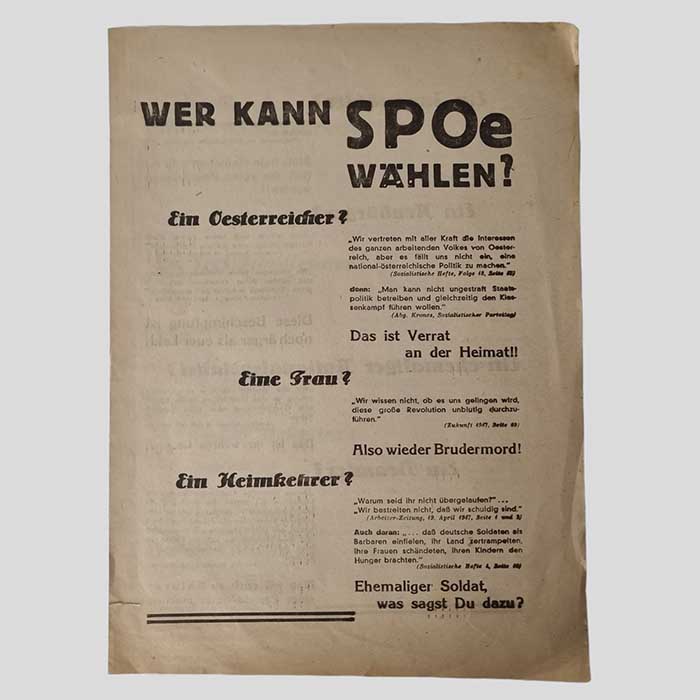 WER KANN SPOe
WÄHLEN?
Ein Oesterreicher?
„Wir vertreten mit aller Kraft die Interessen
des ganzen arbeitenden Volkes von Oester-
reich, aber es fällt uns nicht ein, eine
national-österreichische Politik zu machen."
(Sozialistische Hefte, Folge 18, Seite 
denn: „Man kann nicht ungestraft Staats-
politik betreiben und gleichzeitig den Klas-
senkampf führen wollen."
(Abg. Krones, Sozialistischer Parteitag)
Das ist Verrat
an der Heimat!!
Eine Frau?
„Wir wissen nicht, ob es uns gelingen wird,
diese große Revolution unblutig durchzu-
führen."
(Zukunft 1947, Seite
Also wieder Brudermord!
Ein Heimkehrer?
„Warum seid ihr nicht übergelaufen?" ...
„Wir bestreiten nicht, daß wir schuldig sind."
(Arbeiter-Zeitung, 19. April 1947, Seite 1 und 2)
Auch daran: „... daß deutsche Soldaten als
Barbaren einfielen, ihr Land zertrampelten,
ihre Frauen schändeten, ihren Kindern den
Hunger brachten."
(Sozialistische Hefte 4, Seite
Ehemaliger Soldat,
was sagst Du dazu?